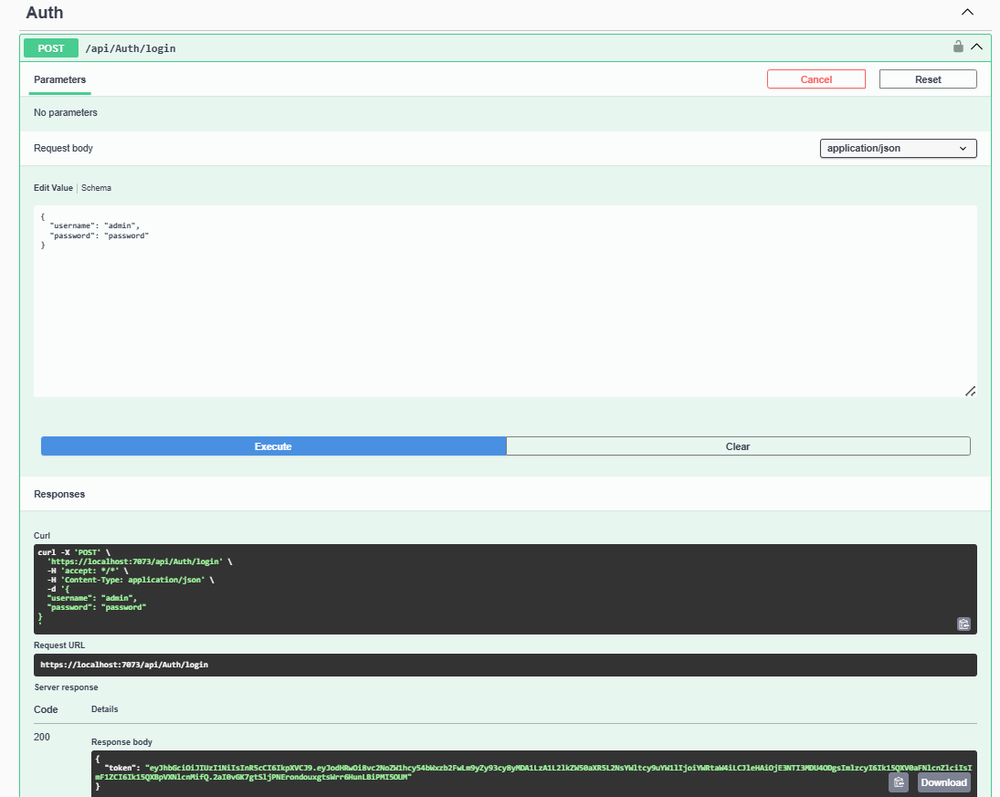 Auth
POST /api/Auth/login
Parameters
Cancel
Reset
No parameters
Request body
application/json
Edit Value | Schema
{
"username": "admin",
"password": "password"
}
Execute
Clear
Responses
Curl
curl -X 'POST' \
'https://localhost:7073/api/Auth/login' \
-H 'accept: */*' \
-H 'Content-Type: application/json' \
-d '{
"username": "admin",
"password": "password"
}
'
Request URL
https://localhost:7073/api/Auth/login
Server response
Code Details
200
Response body
{
"token":
}
Download